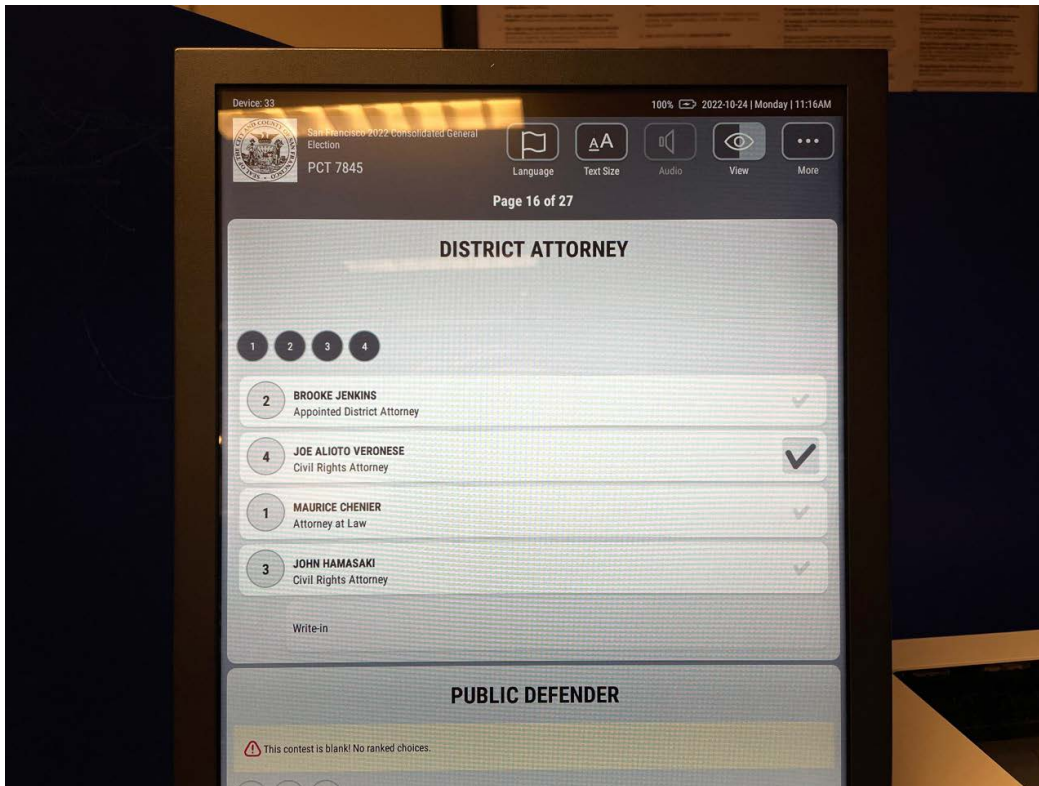 Device: 33
100% 2022-10-24 | Monday | 11:16AM
San Francisco 2022 Consolidated General
Election
PCT 7845
Language
AA
Text Size
Audio
View
More
Page 16 of 27
DISTRICT ATTORNEY
1 2 3 4
2
BROOKE JENKINS
Appointed District Attorney
4
JOE ALIOTO VERONESE
Civil Rights Attorney
1
MAURICE CHENIER
Attorney at Law
3
JOHN HAMASAKI
Civil Rights Attorney
Write-in
PUBLIC DEFENDER
This contest is blank! No ranked choices.